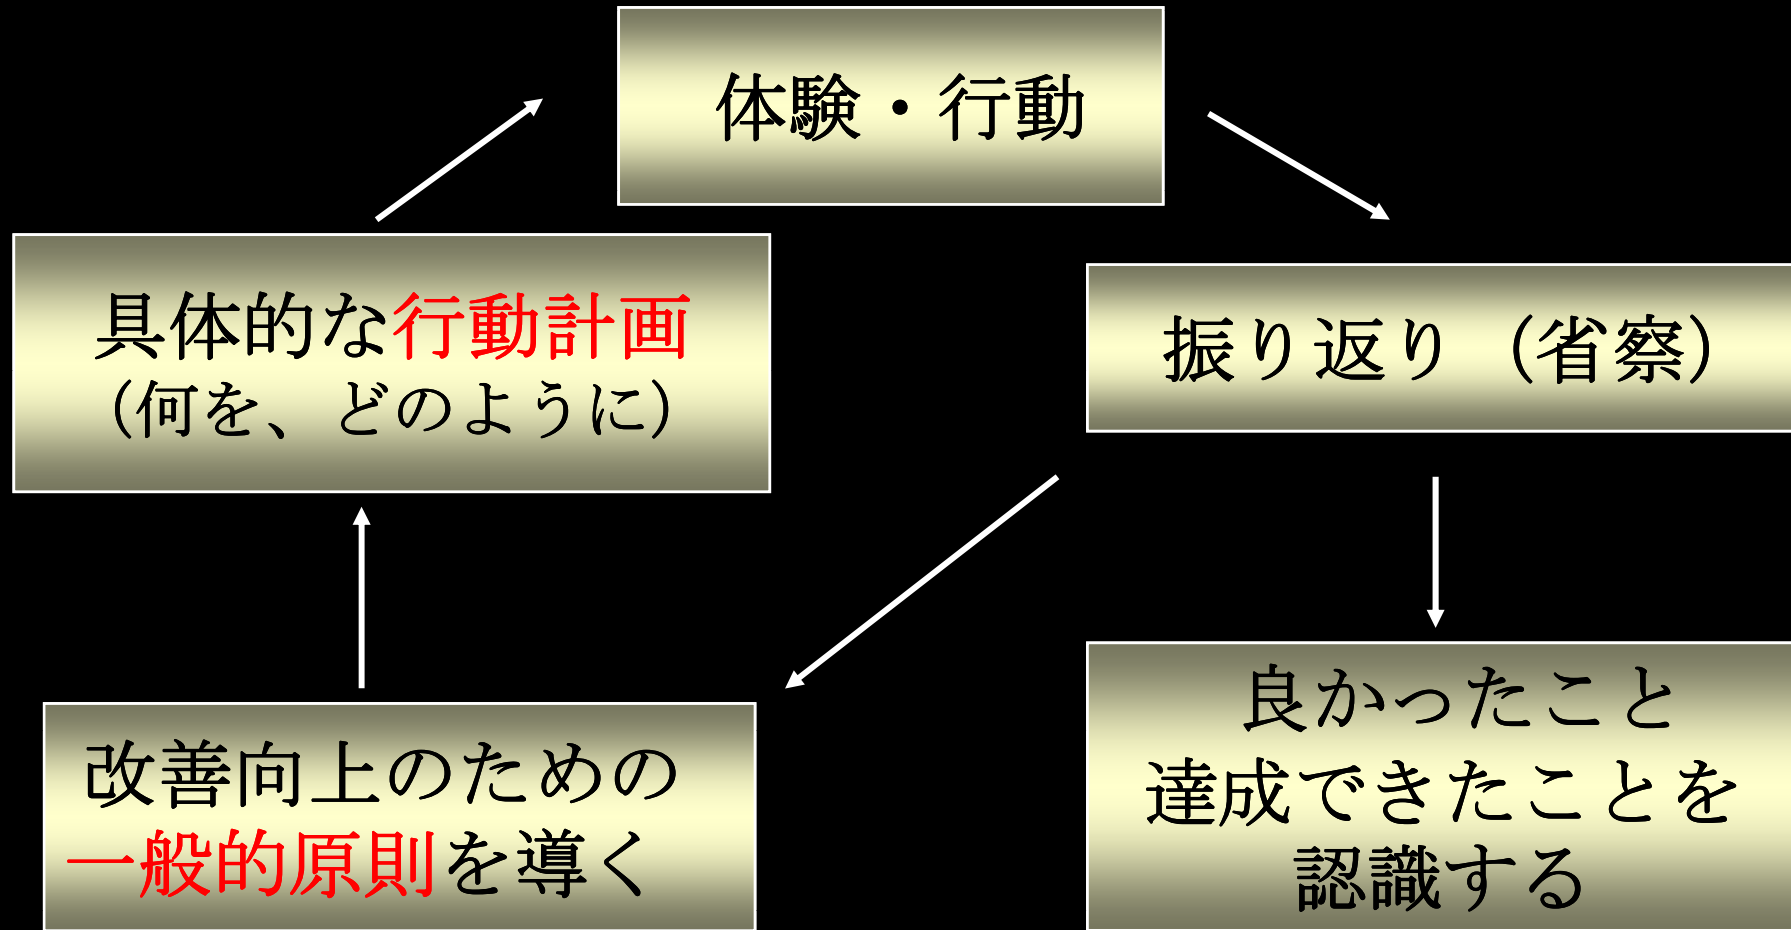 体験・行動
具体的な行動計画
（何を、どのように）
振り返り（省察）
改善向上のための
一般的原則を導く
良かったこと
達成できたことを
認識する